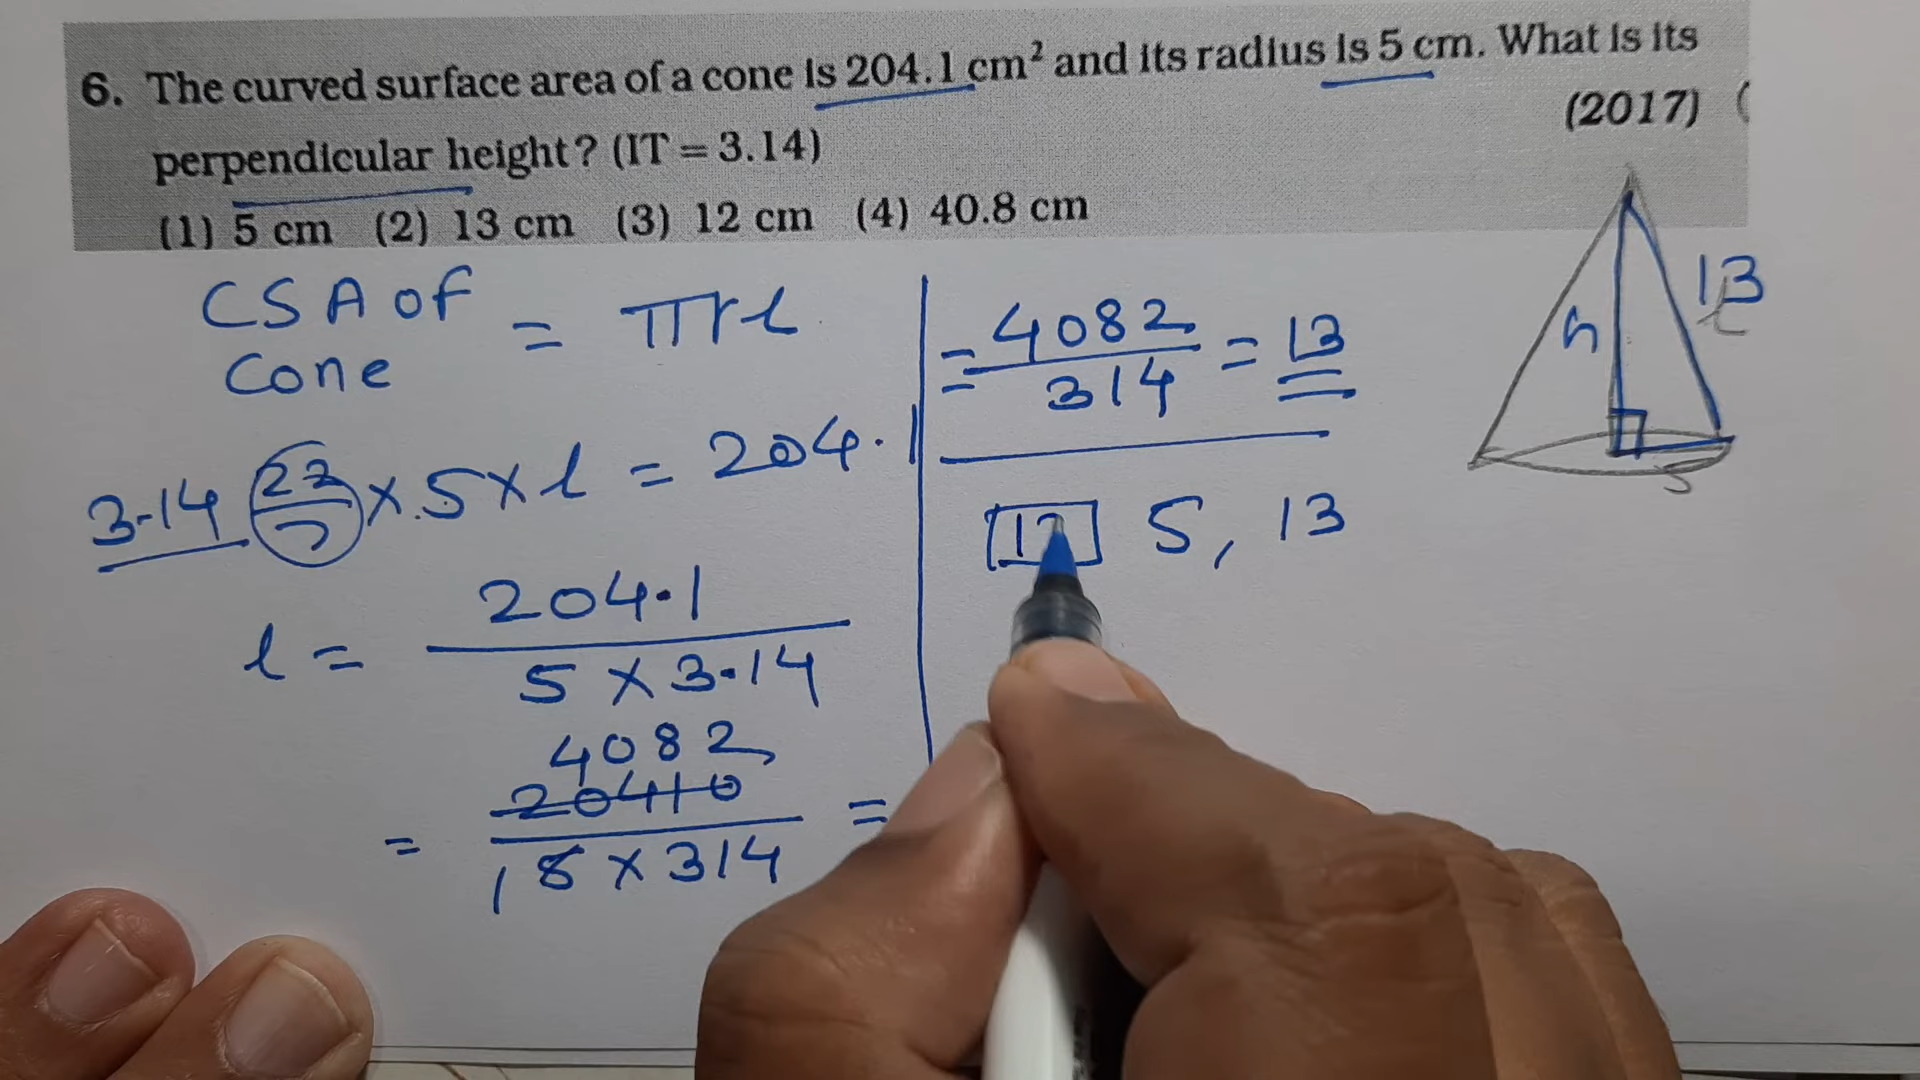 6. The curved surface area of a cone is 204.1 cm² and its radius is 5 cm. What is its
perpendicular height? (IT = 3.14) (2017)
(1) 5 cm (2) 13 cm (3) 12 cm (4) 40.8 cm
CSA of
Cone = πrl
3.14 22/7 × 5 × l = 204.1
l = 204.1 / 5 × 3.14
4082
= 20410 / 1 5 × 314 =
= 4082 / 314 = 13
5, 13
h
13
l
5